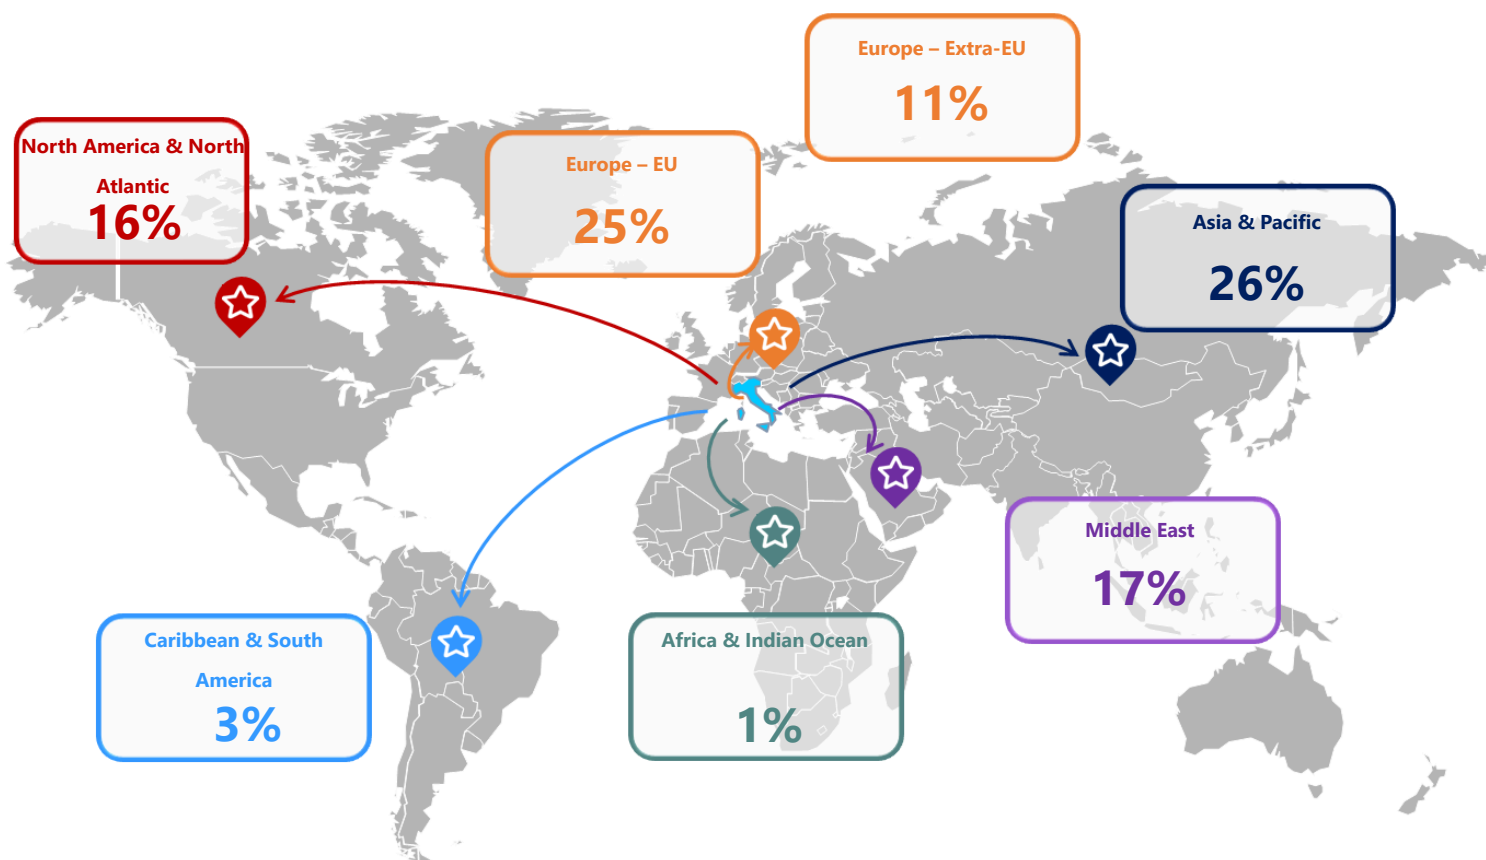 Europe – Extra-EU
11%
North America & North
Atlantic
16%
Europe – EU
25%
Asia & Pacific
26%
Middle East
17%
Caribbean & South
America
3%
Africa & Indian Ocean
1%